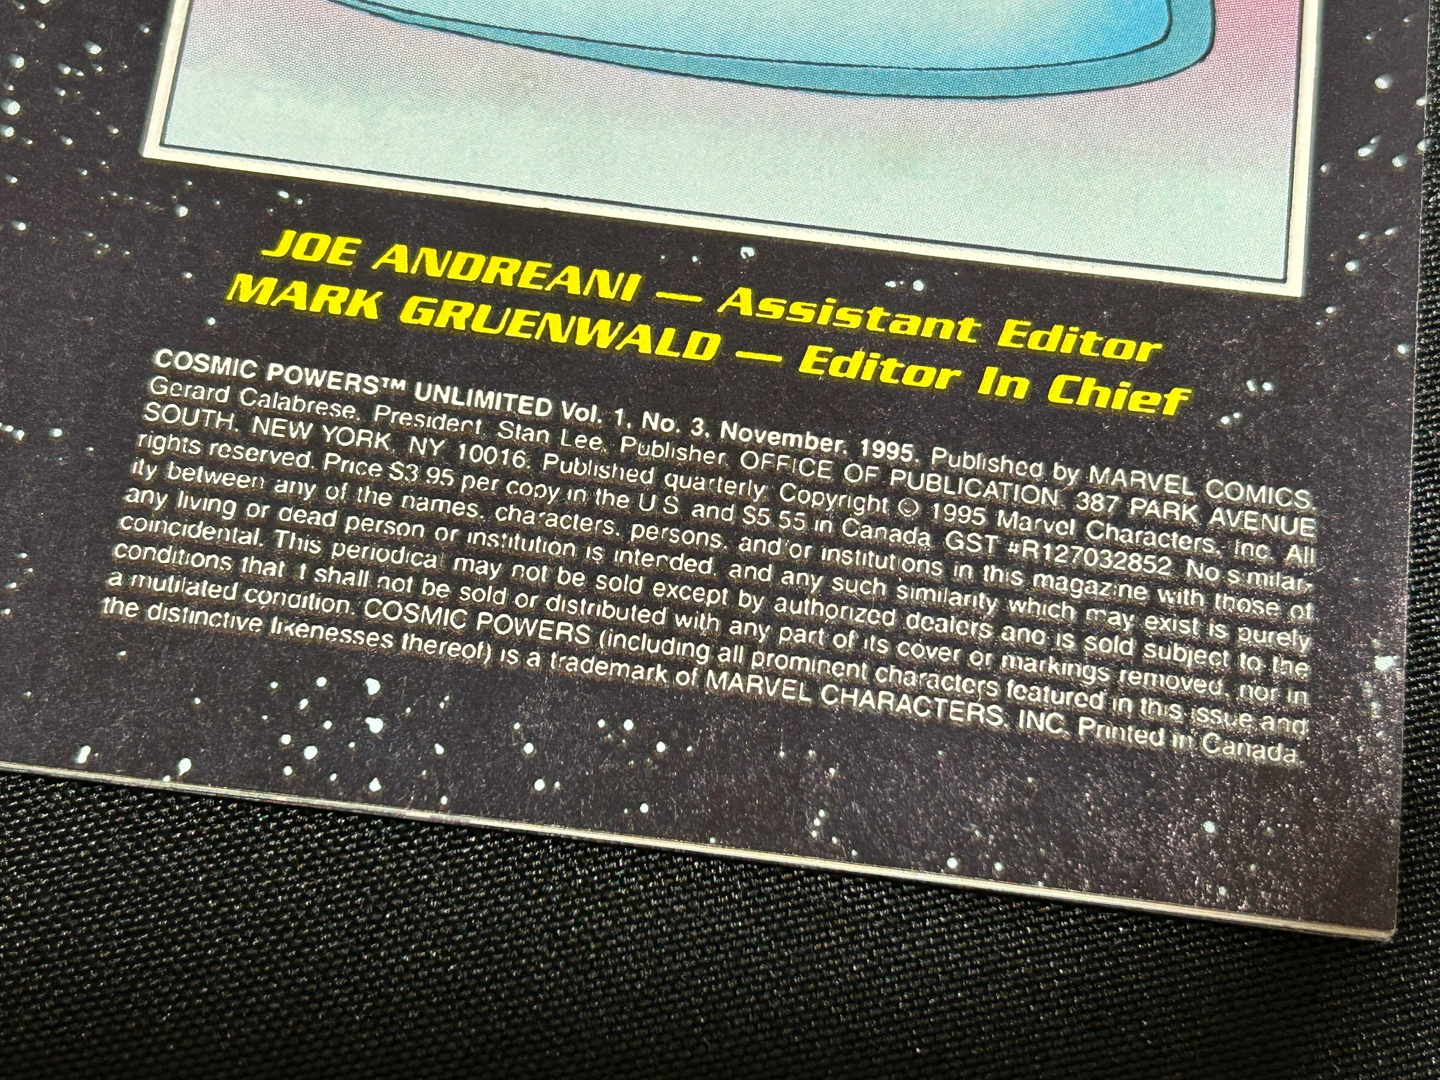 JOE ANDREANI — Assistant Editor
MARK GRUENWALD — Editor In Chief
COSMIC POWERS™ UNLIMITED Vol. 1, No. 3, November, 1995. Published by MARVEL COMICS,
Gerard Calabrese, President, Stan Lee, Publisher, OFFICE OF PUBLICATION, 387 PARK AVENUE
SOUTH, NEW YORK, NY 10016. Published quarterly. Copyright © 1995 Marvel Characters, Inc. All
rights reserved. Price $3.95 per copy in the U.S. and $5.55 in Canada. GST #R127032852. No similar-
ity between any of the names, characters, persons, and/or institutions in this magazine with those of
any living or dead person or institution is intended, and any such similarity which may exist is purely
coincidental. This periodical may not be sold except by authorized dealers and is sold subject to the
conditions that it shall not be sold or distributed with any part of its cover or markings removed, nor in
a mutilated condition. COSMIC POWERS (including all prominent characters featured in this issue and
the distinctive likenesses thereof) is a trademark of MARVEL CHARACTERS, INC. Printed in Canada.